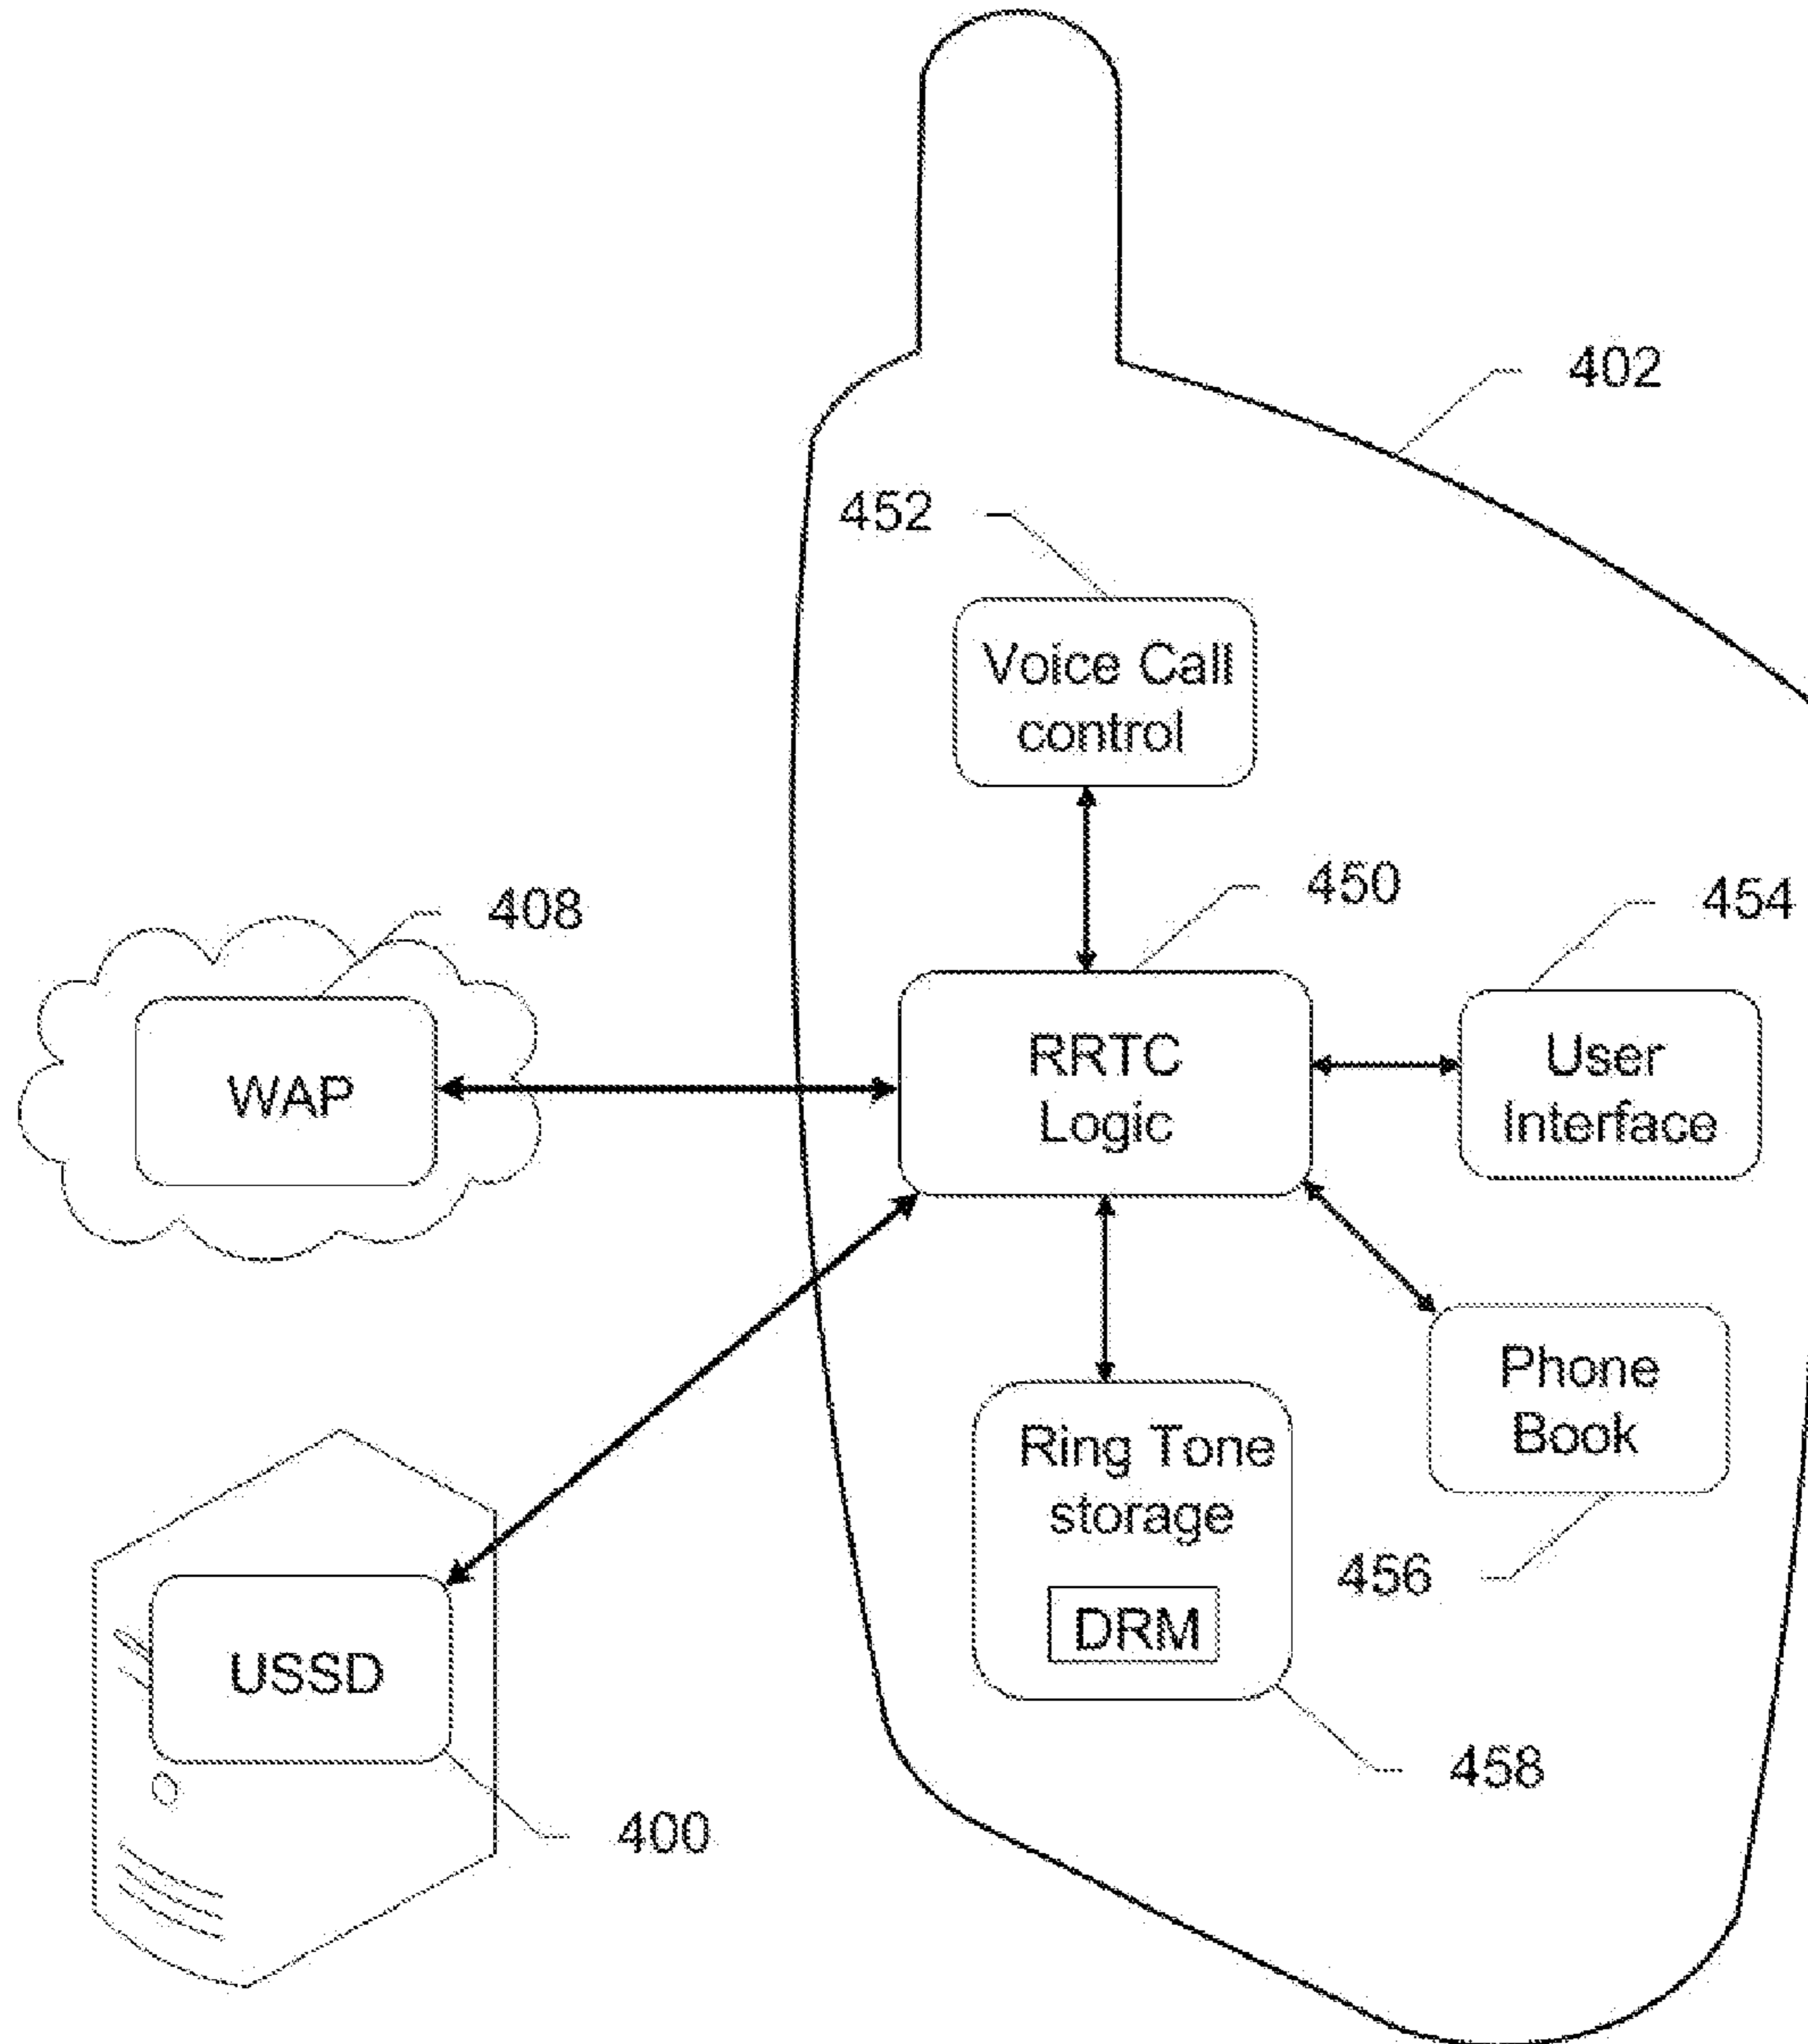 402
452
Voice Call
control
450
454
408
RRTC
Logic
User
Interface
WAP
Phone
Book
Ring Tone
storage
456
DRM
USSD
458
400